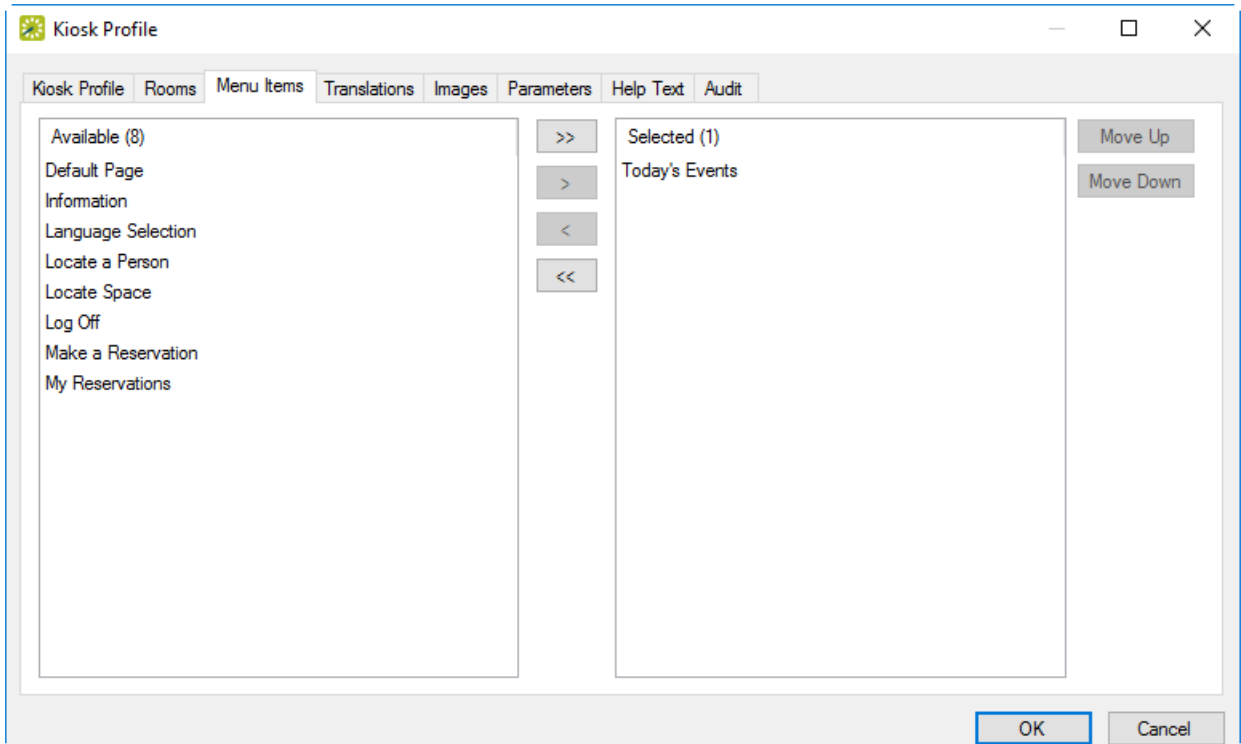 Kiosk Profile
Kiosk Profile Rooms Menu Items Translations Images Parameters Help Text Audit
Available (8)
Default Page
Information
Language Selection
Locate a Person
Locate Space
Log Off
Make a Reservation
My Reservations
>>
>
<
<<
Selected (1)
Today's Events
Move Up
Move Down
OK Cancel